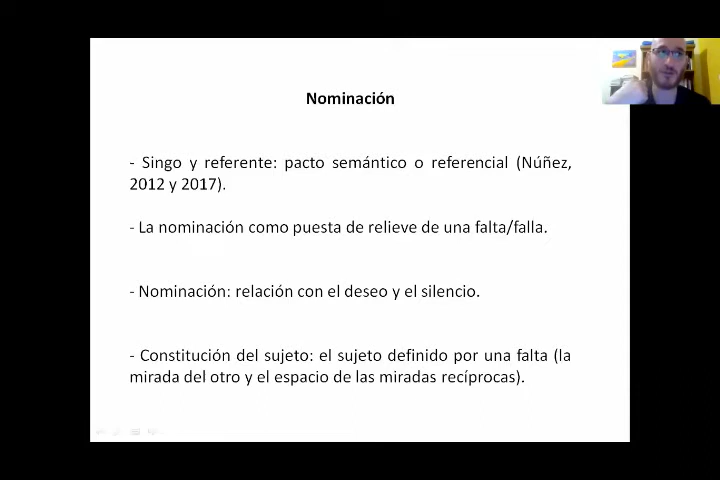 Nominación
- Singo y referente: pacto semántico o referencial (Núñez,
2012 y 2017).
- La nominación como puesta de relieve de una falta/falla.
- Nominación: relación con el deseo y el silencio.
- Constitución del sujeto: el sujeto definido por una falta (la
mirada del otro y el espacio de las miradas recíprocas).